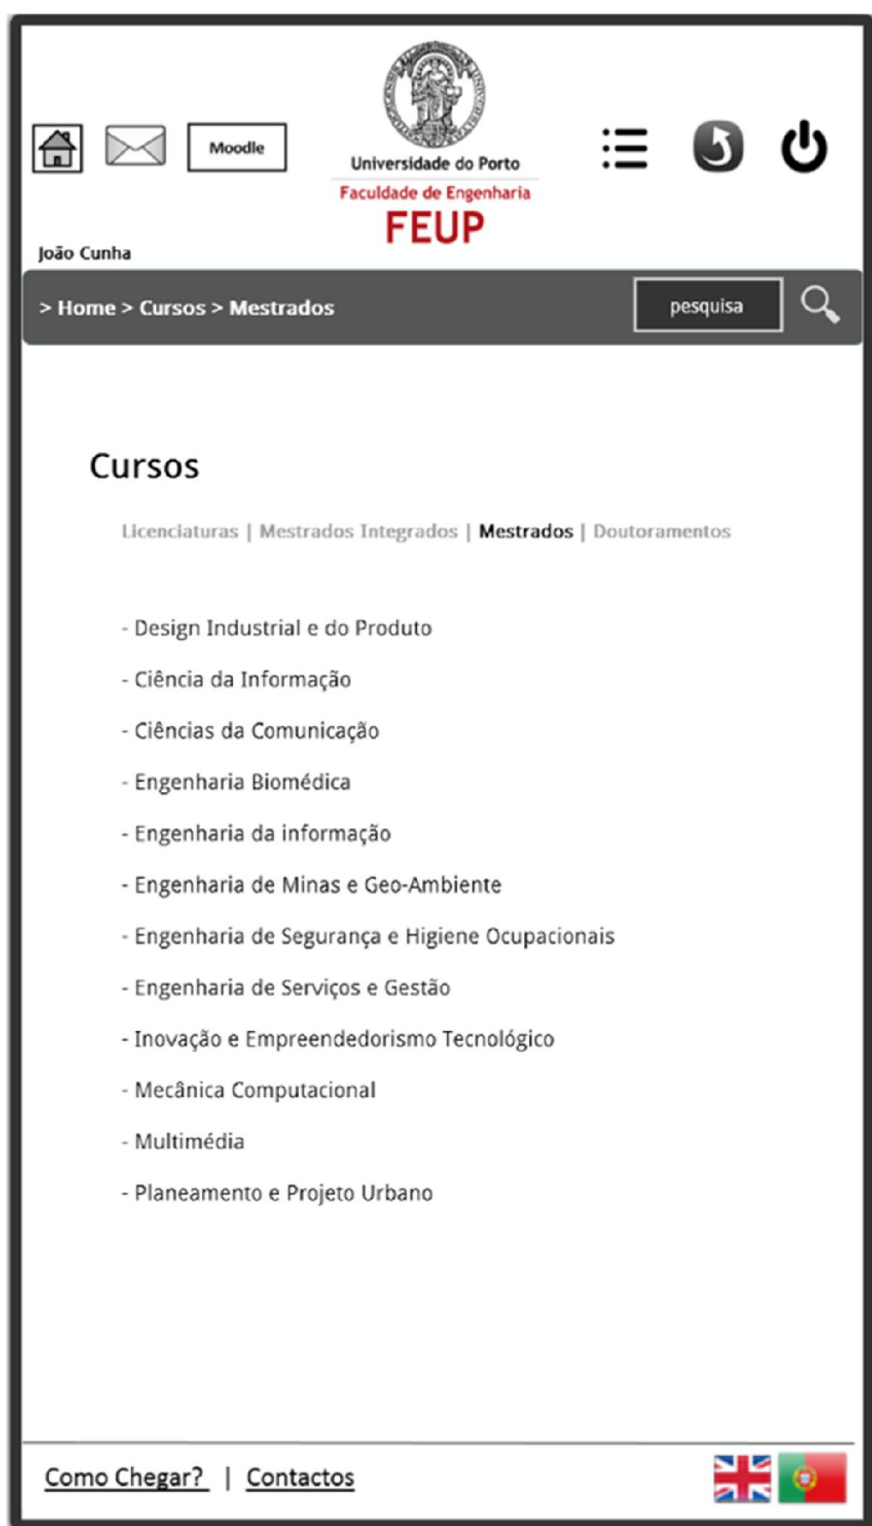 Moodle
Universidade do Porto
Faculdade de Engenharia
FEUP
João Cunha
> Home > Cursos > Mestrados
pesquisa
Cursos
Licenciaturas | Mestrados Integrados | Mestrados | Doutoramentos
- Design Industrial e do Produto
- Ciência da Informação
- Ciências da Comunicação
- Engenharia Biomédica
- Engenharia da informação
- Engenharia de Minas e Geo-Ambiente
- Engenharia de Segurança e Higiene Ocupacionais
- Engenharia de Serviços e Gestão
- Inovação e Empreendedorismo Tecnológico
- Mecânica Computacional
- Multimédia
- Planeamento e Projeto Urbano
Como Chegar? | Contactos